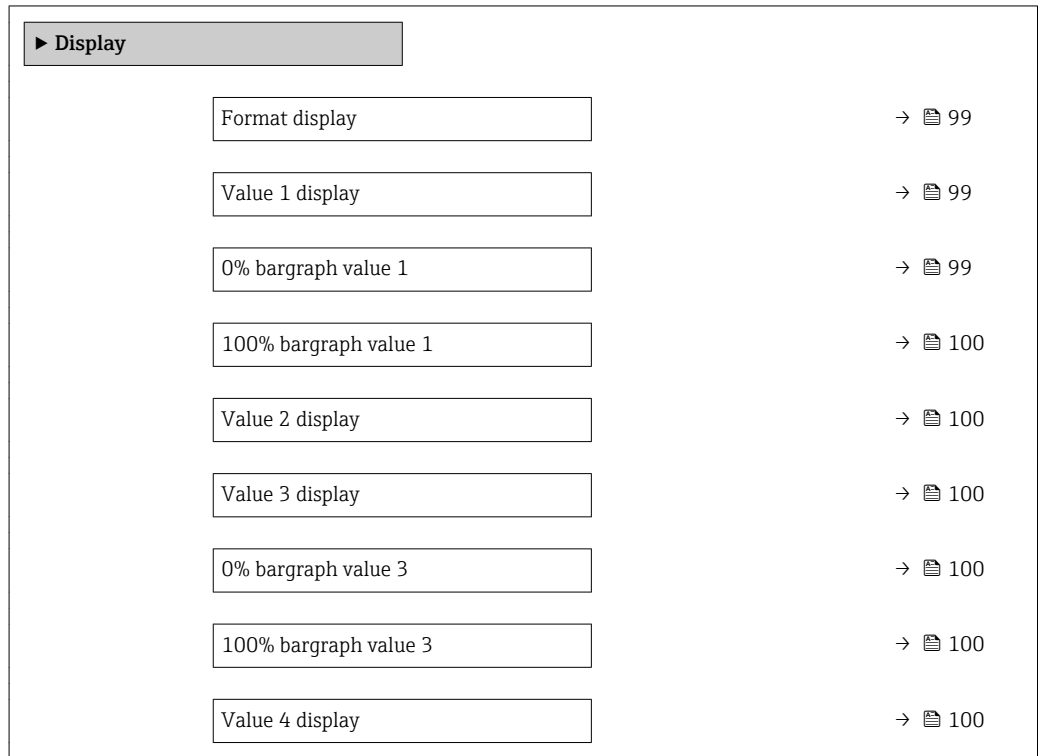 ▶ Display
Format display → 99
Value 1 display → 99
0% bargraph value 1 → 99
100% bargraph value 1 → 100
Value 2 display → 100
Value 3 display → 100
0% bargraph value 3 → 100
100% bargraph value 3 → 100
Value 4 display → 100